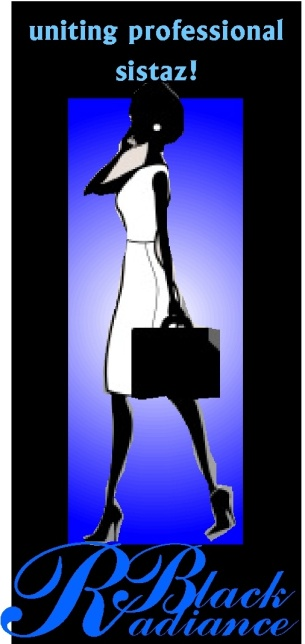 uniting professional
sistaz!
Black
Radiance